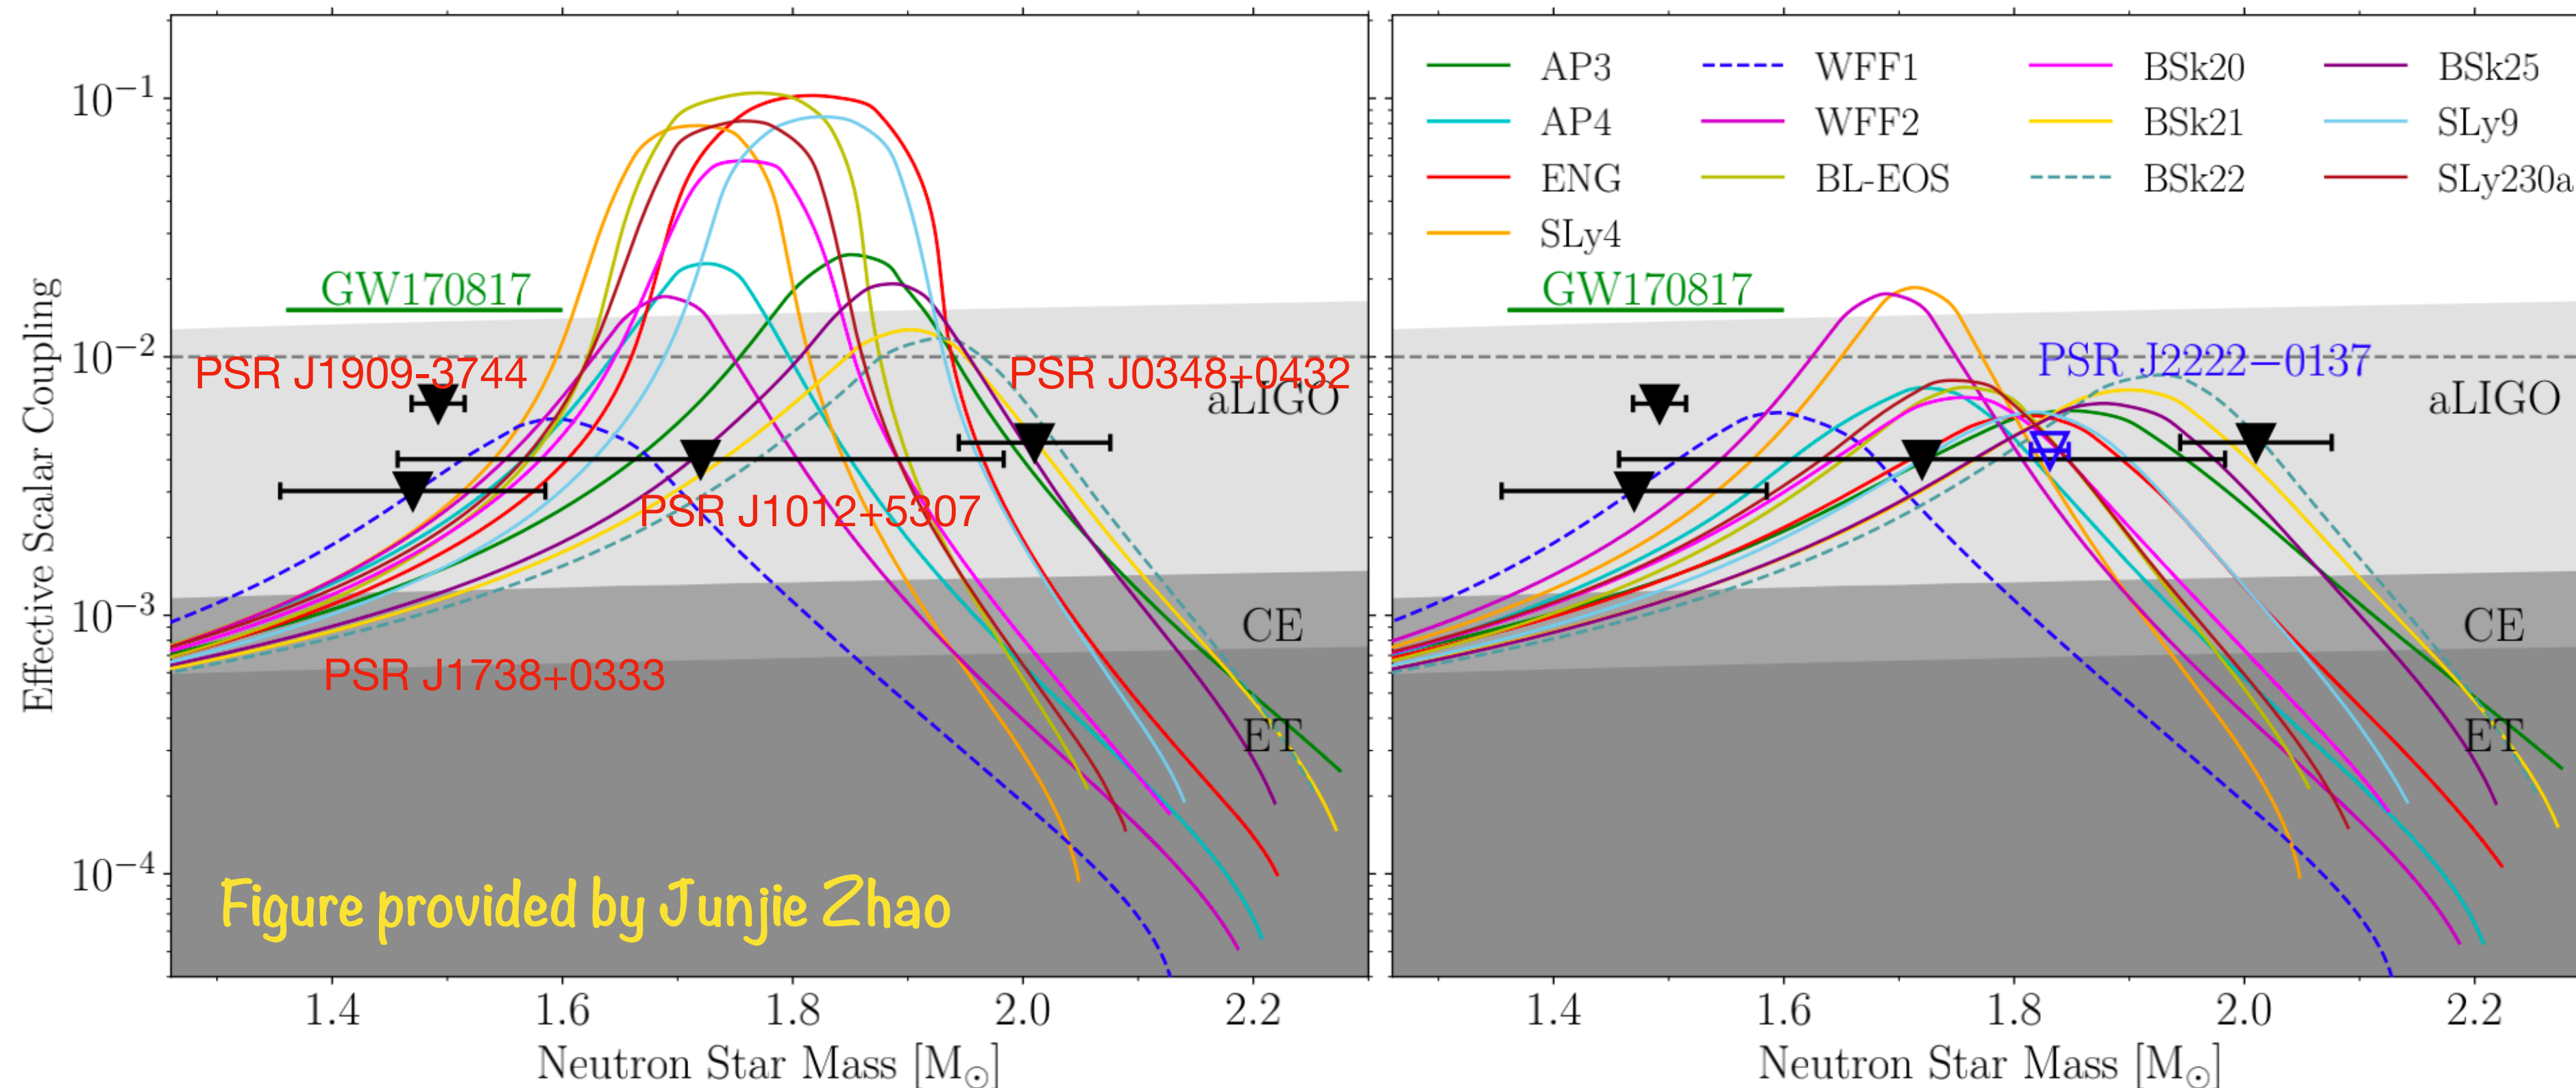 Effective Scalar Coupling
10−1
10−2
10−3
10−4
GW170817
PSR J1909-3744
PSR J0348+0432
aLIGO
PSR J1012+5307
CE
PSR J1738+0333
ET
Figure provided by Junjie Zhao
1.4 1.6 1.8 2.0 2.2
Neutron Star Mass [M⊙]
AP3 WFF1 BSk20 BSk25
AP4 WFF2 BSk21 SLy9
ENG BL-EOS BSk22 SLy230a
SLy4
GW170817
PSR J2222−0137
aLIGO
CE
ET
1.4 1.6 1.8 2.0 2.2
Neutron Star Mass [M⊙]